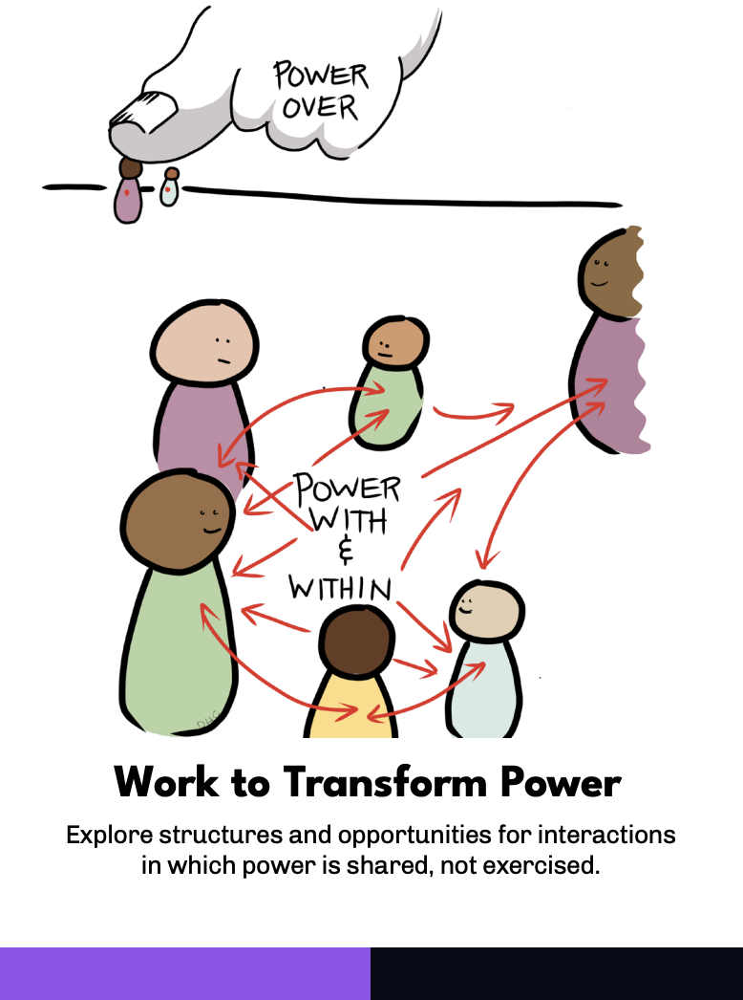 POWER
OVER
POWER
WITH
&
WITHIN
Work to Transform Power
Explore structures and opportunities for interactions
in which power is shared, not exercised.